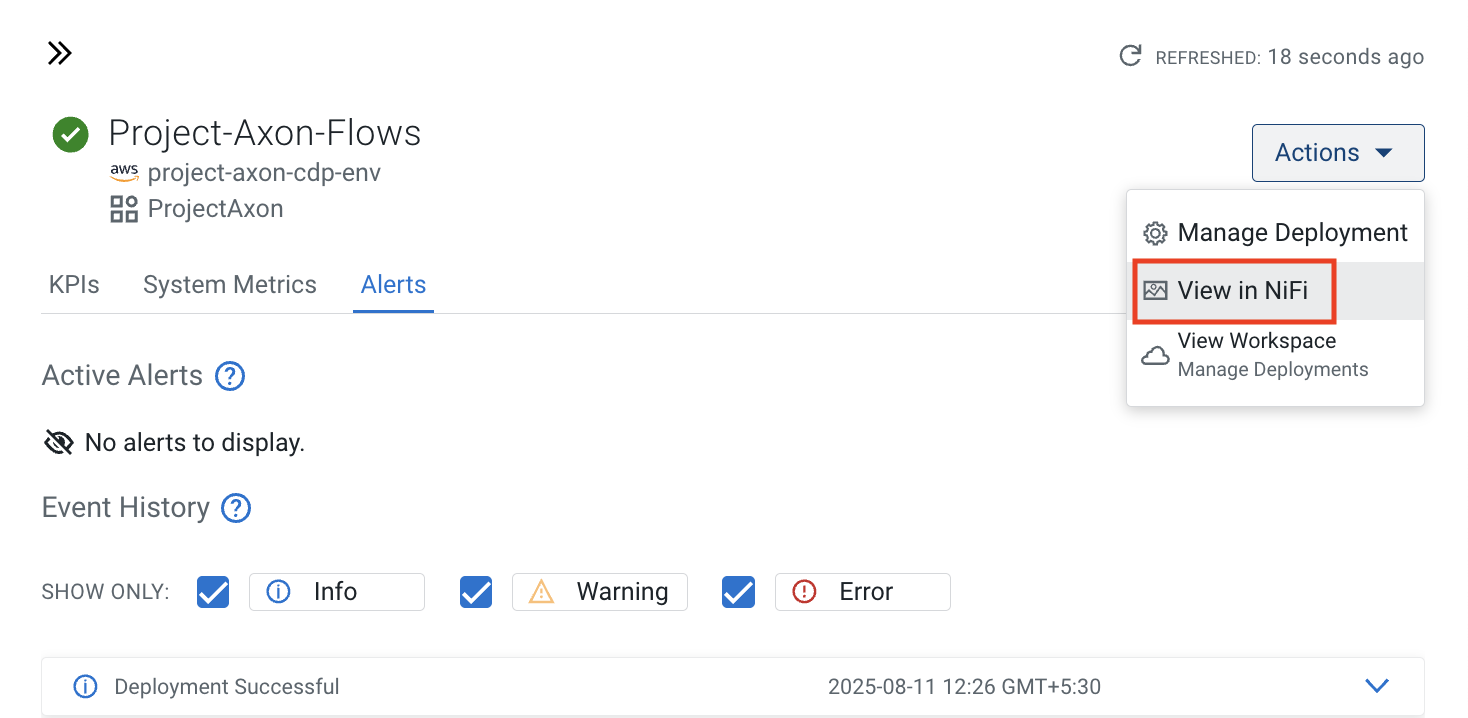 REFRESHED: 18 seconds ago
Project-Axon-Flows
aws project-axon-cdp-env
ProjectAxon
Actions
Manage Deployment
View in NiFi
View Workspace
Manage Deployments
KPIs System Metrics Alerts
Active Alerts ?
No alerts to display.
Event History ?
SHOW ONLY: Info Warning Error
Deployment Successful 2025-08-11 12:26 GMT+5:30